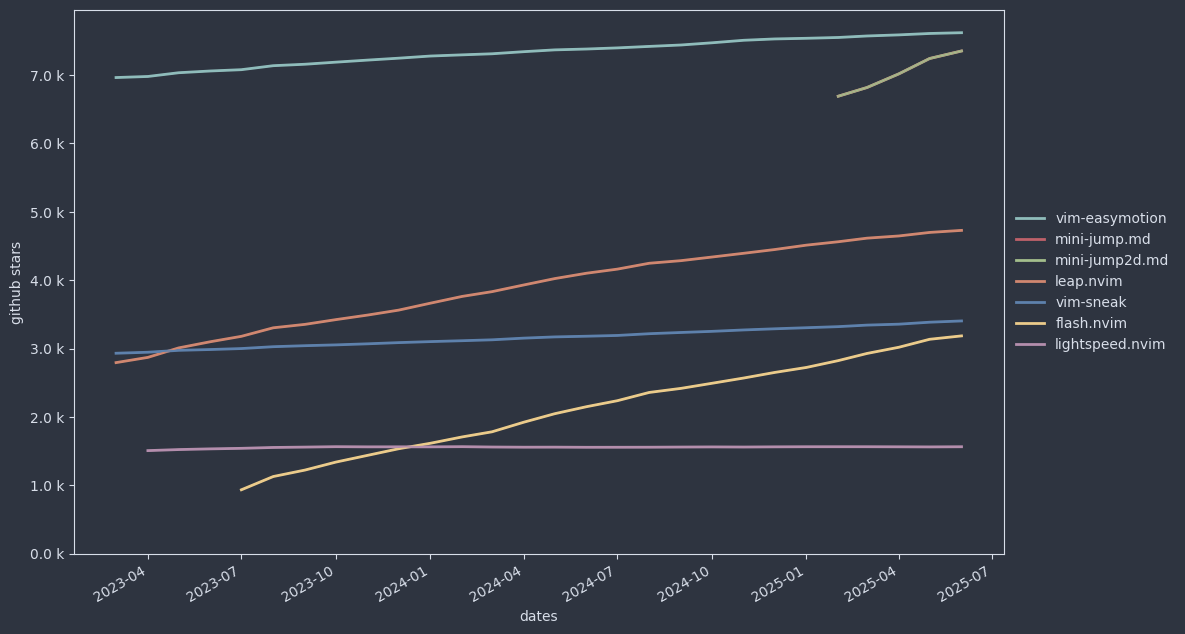 7.0 k
6.0 k
5.0 k
4.0 k
3.0 k
2.0 k
1.0 k
0.0 k
github stars
2023-04
2023-07
2023-10
2024-01
2024-04
2024-07
2024-10
2025-01
2025-04
2025-07
dates
vim-easymotion
mini-jump.md
mini-jump2d.md
leap.nvim
vim-sneak
flash.nvim
lightspeed.nvim